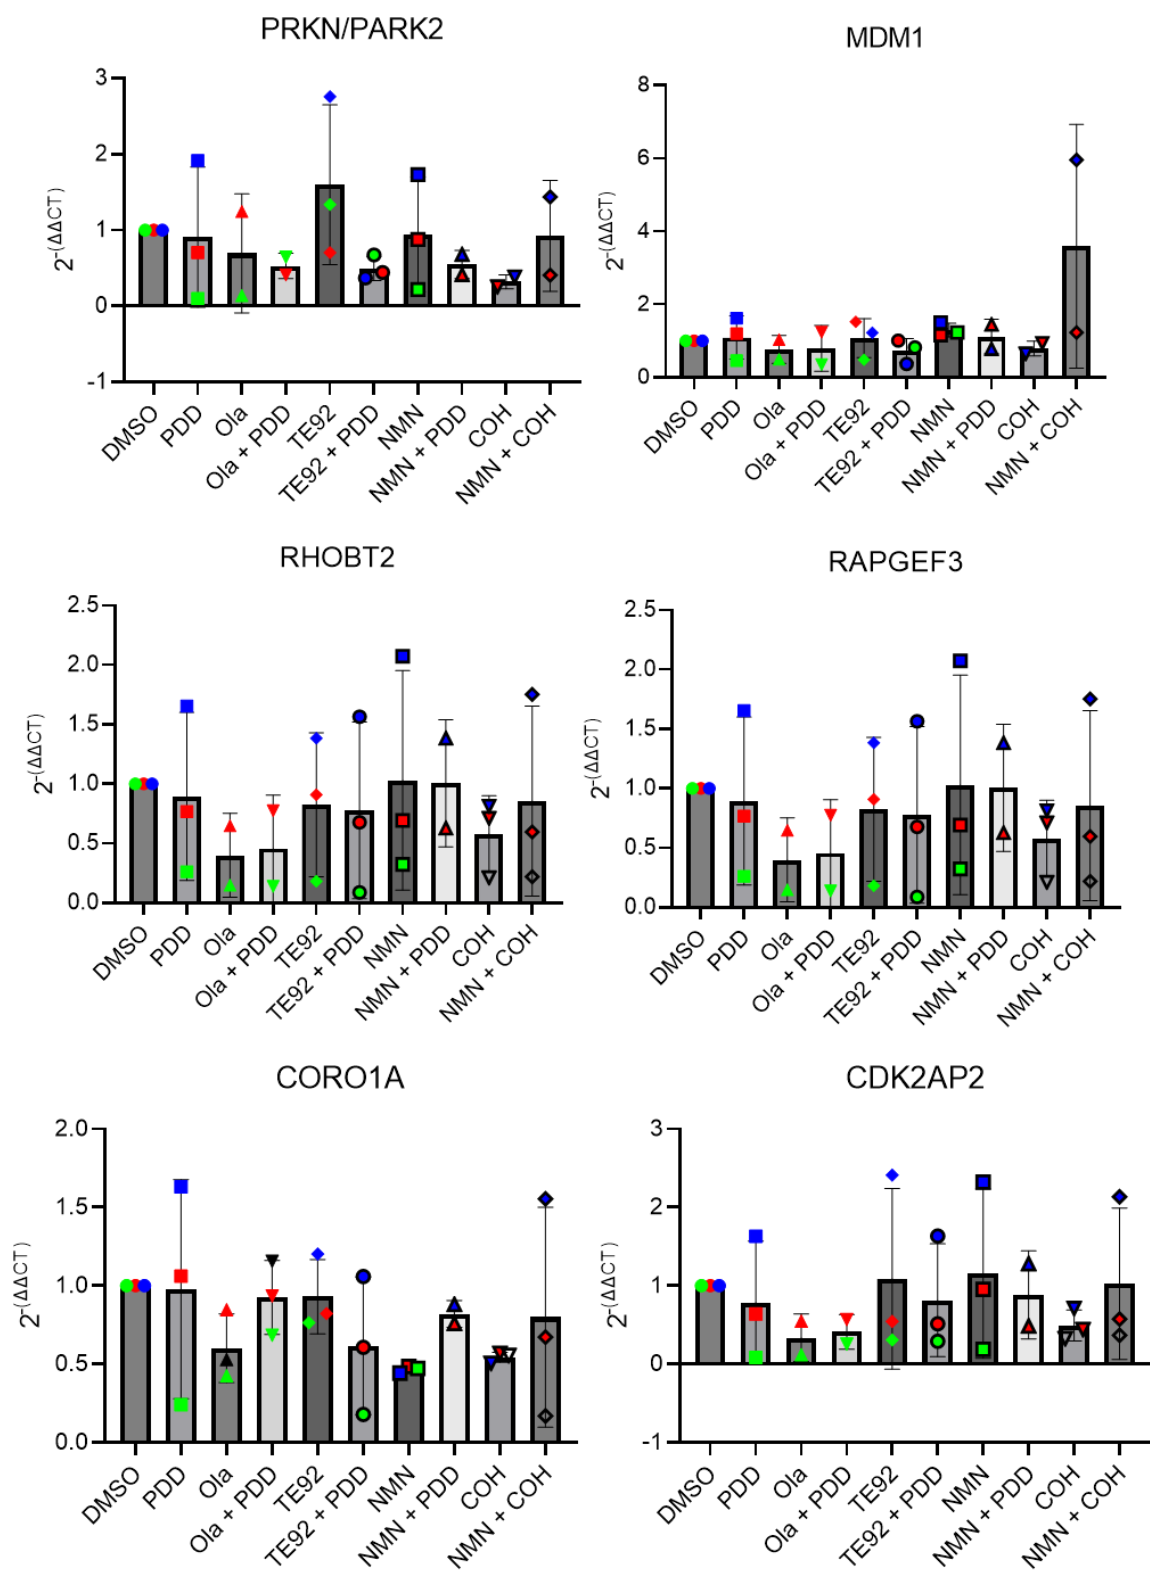 PRKN/PARK2
3
2
1
0
-1
2-(ΔΔCT)
DMSO
PDD
Ola
Ola + PDD
TE92
TE92 + PDD
NMN
NMN + PDD
COH
NMN + COH
MDM1
8
6
4
2
0
2-(ΔΔCT)
DMSO
PDD
Ola
Ola + PDD
TE92
TE92 + PDD
NMN
NMN + PDD
COH
NMN + COH
RHOBT2
2.5
2.0
1.5
1.0
0.5
0.0
2-(ΔΔCT)
DMSO
PDD
Ola
Ola + PDD
TE92
TE92 + PDD
NMN
NMN + PDD
COH
NMN + COH
RAPGEF3
2.5
2.0
1.5
1.0
0.5
0.0
2-(ΔΔCT)
DMSO
PDD
Ola
Ola + PDD
TE92
TE92 + PDD
NMN
NMN + PDD
COH
NMN + COH
CORO1A
2.0
1.5
1.0
0.5
0.0
2-(ΔΔCT)
DMSO
PDD
Ola
Ola + PDD
TE92
TE92 + PDD
NMN
NMN + PDD
COH
NMN + COH
CDK2AP2
3
2
1
0
-1
2-(ΔΔCT)
DMSO
PDD
Ola
Ola + PDD
TE92
TE92 + PDD
NMN
NMN + PDD
COH
NMN + COH